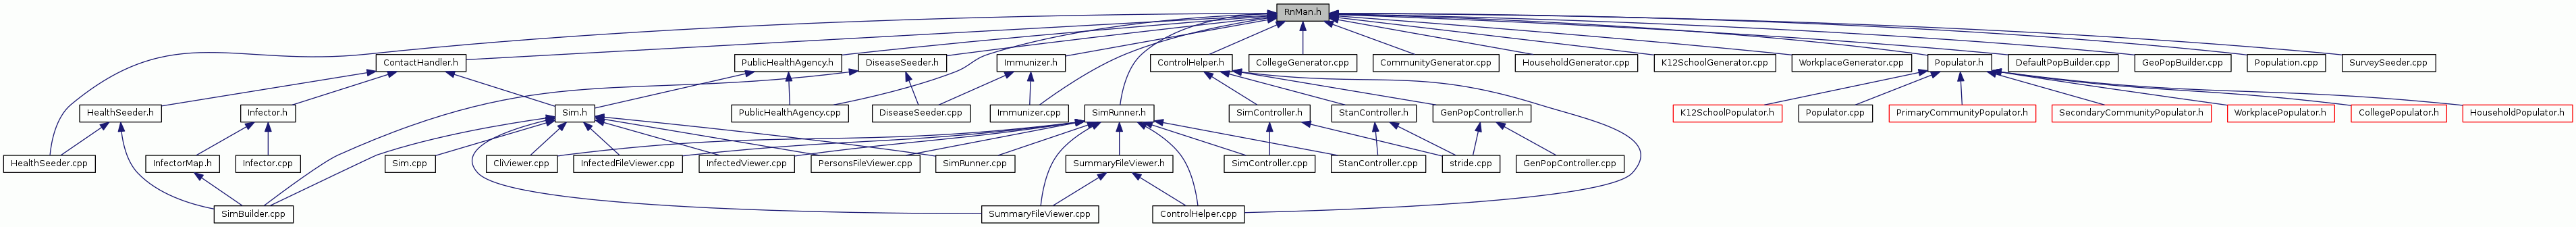 RnMan.h
ContactHandler.h
PublicHealthAgency.h
DiseaseSeeder.h
Immunizer.h
ControlHelper.h
CollegeGenerator.cpp
CommunityGenerator.cpp
HouseholdGenerator.cpp
K12SchoolGenerator.cpp
WorkplaceGenerator.cpp
Populator.h
DefaultPopBuilder.cpp
GeoPopBuilder.cpp
Population.cpp
SurveySeeder.cpp
HealthSeeder.h
Infector.h
Sim.h
PublicHealthAgency.cpp
DiseaseSeeder.cpp
Immunizer.cpp
SimRunner.h
SimController.h
StanController.h
GenPopController.h
K12SchoolPopulator.h
Populator.cpp
PrimaryCommunityPopulator.h
SecondaryCommunityPopulator.h
WorkplacePopulator.h
CollegePopulator.h
HouseholdPopulator.h
HealthSeeder.cpp
InfectorMap.h
Infector.cpp
Sim.cpp
CliViewer.cpp
InfectedFileViewer.cpp
InfectedViewer.cpp
PersonsFileViewer.cpp
SimRunner.cpp
SummaryFileViewer.h
SimController.cpp
StanController.cpp
stride.cpp
GenPopController.cpp
SimBuilder.cpp
SummaryFileViewer.cpp
ControlHelper.cpp